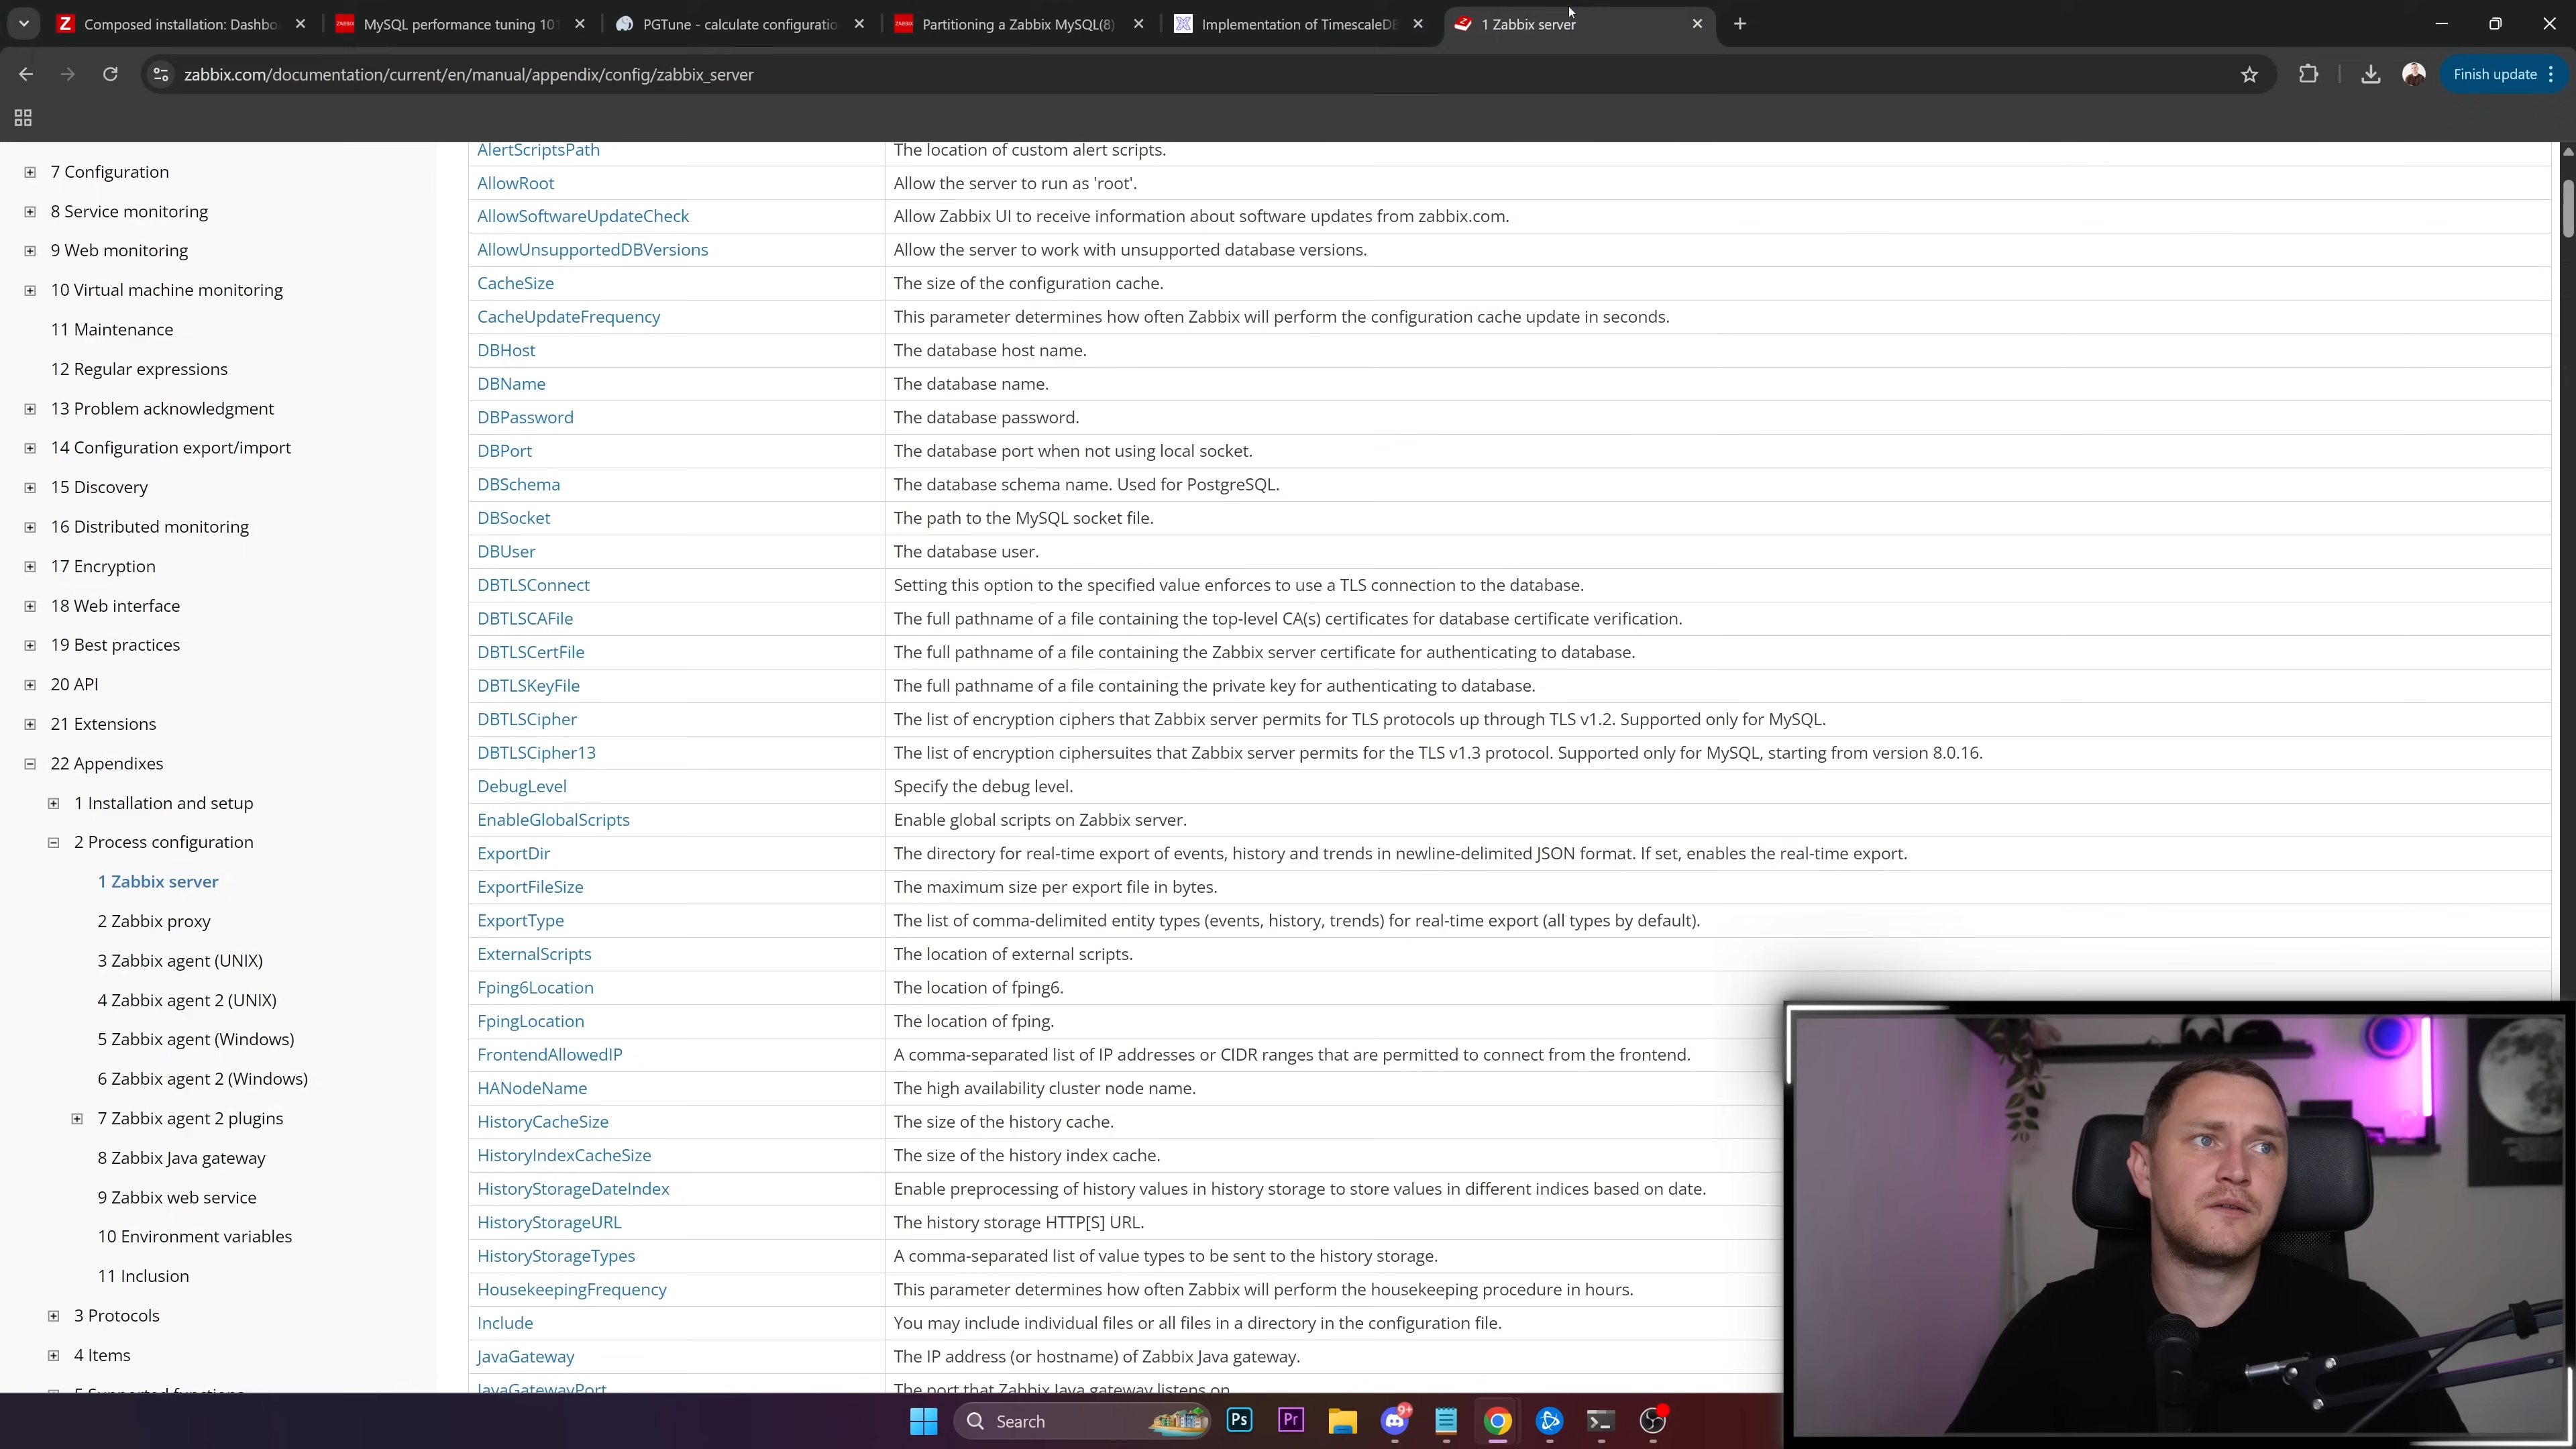 Composed installation: Dashbo
MySQL performance tuning 101
PGTune - calculate configuratio
Partitioning a Zabbix MySQL(8)
Implementation of TimescaleDB
1 Zabbix server
zabbix.com/documentation/current/en/manual/appendix/config/zabbix_server
Finish update
7 Configuration
8 Service monitoring
9 Web monitoring
10 Virtual machine monitoring
11 Maintenance
12 Regular expressions
13 Problem acknowledgment
14 Configuration export/import
15 Discovery
16 Distributed monitoring
17 Encryption
18 Web interface
19 Best practices
20 API
21 Extensions
22 Appendixes
1 Installation and setup
2 Process configuration
1 Zabbix server
2 Zabbix proxy
3 Zabbix agent (UNIX)
4 Zabbix agent 2 (UNIX)
5 Zabbix agent (Windows)
6 Zabbix agent 2 (Windows)
7 Zabbix agent 2 plugins
8 Zabbix Java gateway
9 Zabbix web service
10 Environment variables
11 Inclusion
3 Protocols
4 Items
5 Supported functions
AlertScriptsPath The location of custom alert scripts.
AllowRoot Allow the server to run as 'root'.
AllowSoftwareUpdateCheck Allow Zabbix UI to receive information about software updates from zabbix.com.
AllowUnsupportedDBVersions Allow the server to work with unsupported database versions.
CacheSize The size of the configuration cache.
CacheUpdateFrequency This parameter determines how often Zabbix will perform the configuration cache update in seconds.
DBHost The database host name.
DBName The database name.
DBPassword The database password.
DBPort The database port when not using local socket.
DBSchema The database schema name. Used for PostgreSQL.
DBSocket The path to the MySQL socket file.
DBUser The database user.
DBTLSConnect Setting this option to the specified value enforces to use a TLS connection to the database.
DBTLSCAFile The full pathname of a file containing the top-level CA(s) certificates for database certificate verification.
DBTLSCertFile The full pathname of a file containing the Zabbix server certificate for authenticating to database.
DBTLSKeyFile The full pathname of a file containing the private key for authenticating to database.
DBTLSCipher The list of encryption ciphers that Zabbix server permits for TLS protocols up through TLS v1.2. Supported only for MySQL.
DBTLSCipher13 The list of encryption ciphersuites that Zabbix server permits for the TLS v1.3 protocol. Supported only for MySQL, starting from version 8.0.16.
DebugLevel Specify the debug level.
EnableGlobalScripts Enable global scripts on Zabbix server.
ExportDir The directory for real-time export of events, history and trends in newline-delimited JSON format. If set, enables the real-time export.
ExportFileSize The maximum size per export file in bytes.
ExportType The list of comma-delimited entity types (events, history, trends) for real-time export (all types by default).
ExternalScripts The location of external scripts.
Fping6Location The location of fping6.
FpingLocation The location of fping.
FrontendAllowedIP A comma-separated list of IP addresses or CIDR ranges that are permitted to connect from the frontend.
HANodeName The high availability cluster node name.
HistoryCacheSize The size of the history cache.
HistoryIndexCacheSize The size of the history index cache.
HistoryStorageDateIndex Enable preprocessing of history values in history storage to store values in different indices based on date.
HistoryStorageURL The history storage HTTP[S] URL.
HistoryStorageTypes A comma-separated list of value types to be sent to the history storage.
HousekeepingFrequency This parameter determines how often Zabbix will perform the housekeeping procedure in hours.
Include You may include individual files or all files in a directory in the configuration file.
JavaGateway The IP address (or hostname) of Zabbix Java gateway.
JavaGatewayPort The port that Zabbix Java gateway listens on.
Search
Ps
Pr
9+